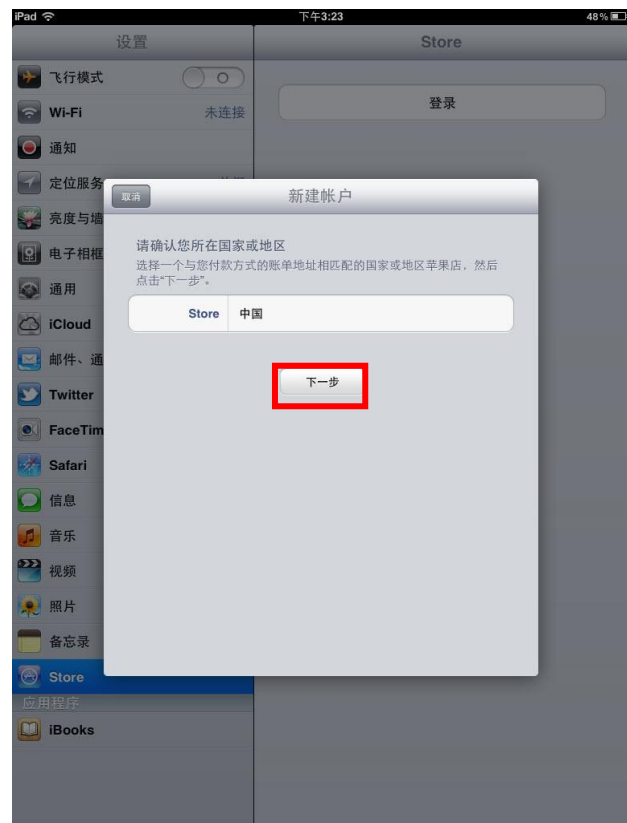 iPad 下午3:23 48%
设置 Store
飞行模式
登录
Wi-Fi 未连接
通知
定位服务
取消 新建帐户
亮度与墙
请确认您所在国家或地区
电子相框
选择一个与您付款方式的账单地址相匹配的国家或地区苹果店，然后
点击“下一步”。
通用
Store 中国
iCloud
邮件、通
下一步
Twitter
FaceTim
Safari
信息
音乐
视频
照片
备忘录
Store
应用程序
iBooks